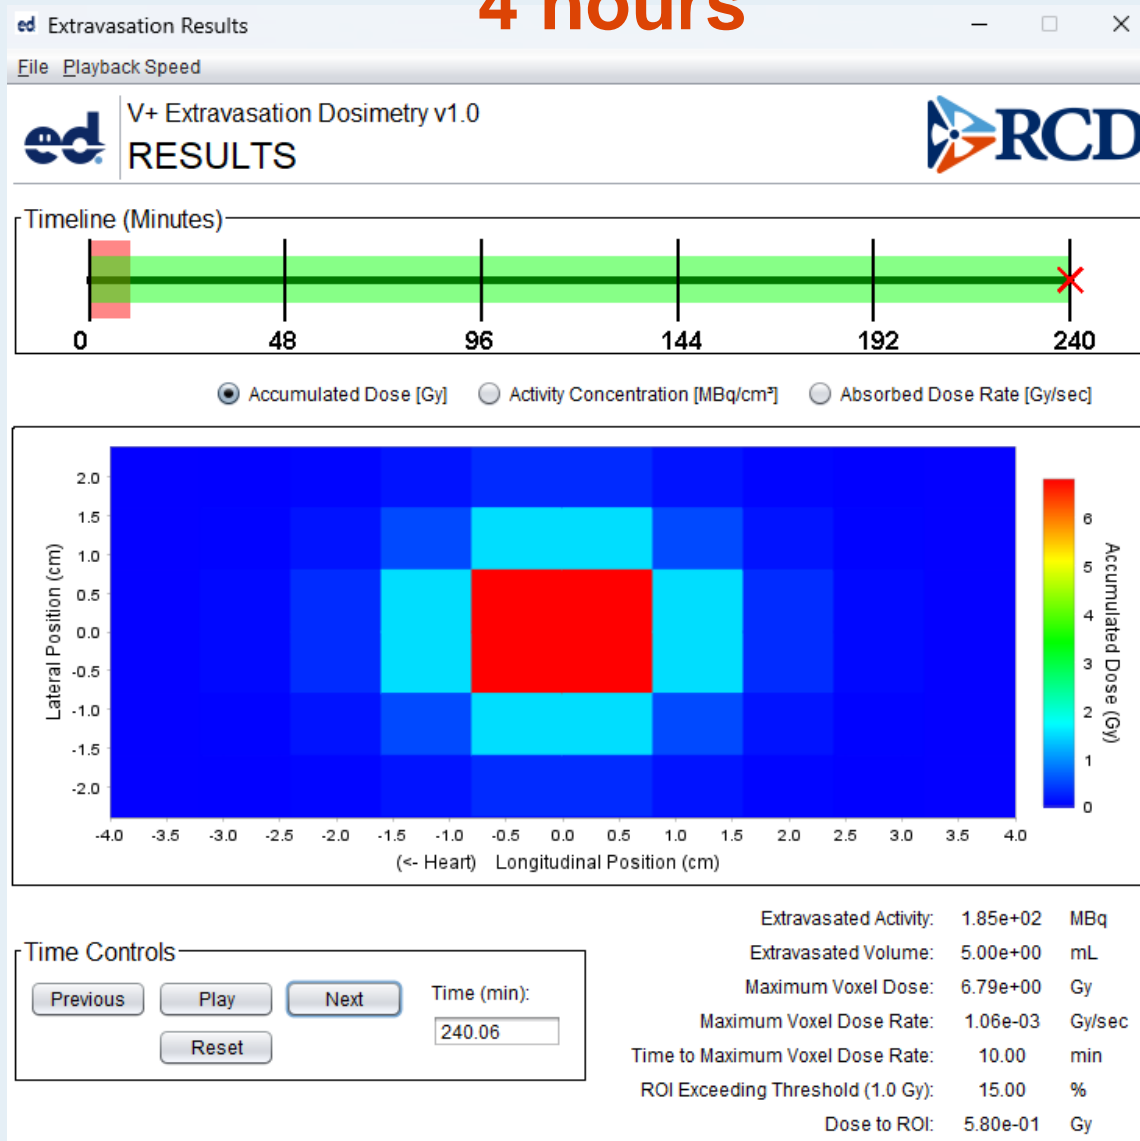 4 hours
ed Extravasation Results
File Playback Speed
ed. V+ Extravasation Dosimetry v1.0 RCD
RESULTS
Timeline (Minutes)
0 48 96 144 192 240
Accumulated Dose [Gy] Activity Concentration [MBq/cm³] Absorbed Dose Rate [Gy/sec]
Lateral Position (cm)
2.0
1.5
1.0
0.5
0.0
-0.5
-1.0
-1.5
-2.0
-4.0 -3.5 -3.0 -2.5 -2.0 -1.5 -1.0 -0.5 0.0 0.5 1.0 1.5 2.0 2.5 3.0 3.5 4.0
(<- Heart) Longitudinal Position (cm)
6
5
4
3
2
1
0
Accumulated Dose (Gy)
Time Controls
Previous Play Next
Reset
Time (min):
240.06
Extravasated Activity: 1.85e+02 MBq
Extravasated Volume: 5.00e+00 mL
Maximum Voxel Dose: 6.79e+00 Gy
Maximum Voxel Dose Rate: 1.06e-03 Gy/sec
Time to Maximum Voxel Dose Rate: 10.00 min
ROI Exceeding Threshold (1.0 Gy): 15.00 %
Dose to ROI: 5.80e-01 Gy